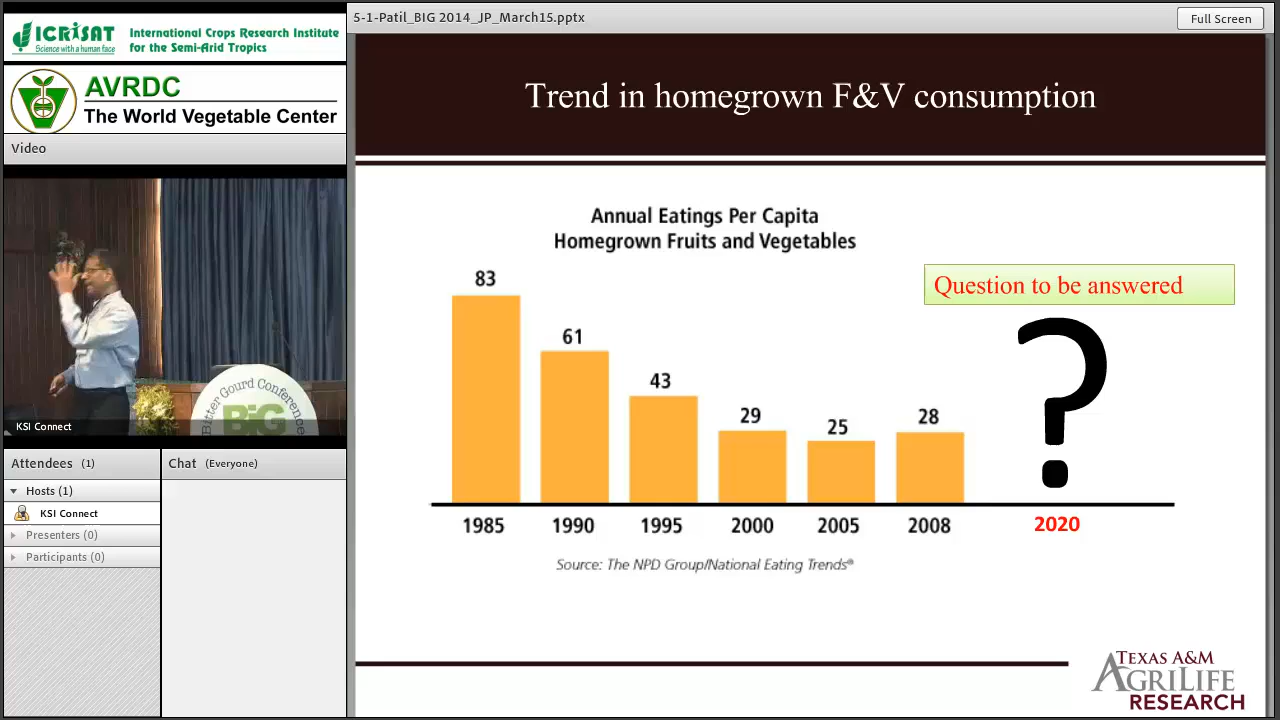 5-1-Patil_BIG 2014_JP_March15.pptx
Full Screen
ICRISAT
Science with a human face
International Crops Research Institute
for the Semi-Arid Tropics
AVRDC
The World Vegetable Center
Video
Bitter Gourd Conference
BiG
KSI Connect
Attendees (1)
Hosts (1)
KSI Connect
Presenters (0)
Participants (0)
Chat (Everyone)
Trend in homegrown F&V consumption
Annual Eatings Per Capita
Homegrown Fruits and Vegetables
83
61
43
29
25
28
1985
1990
1995
2000
2005
2008
Question to be answered
?
2020
Source: The NPD Group/National Eating Trends®
TEXAS A&M
AGRILIFE
RESEARCH